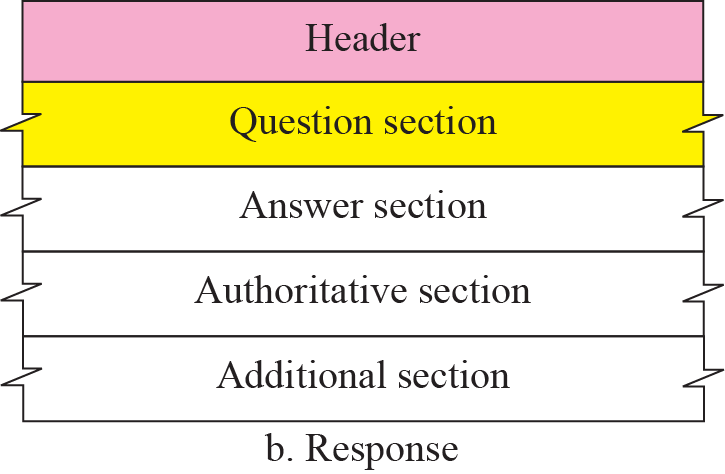 Header
Question section
Answer section
Authoritative section
Additional section
b. Response